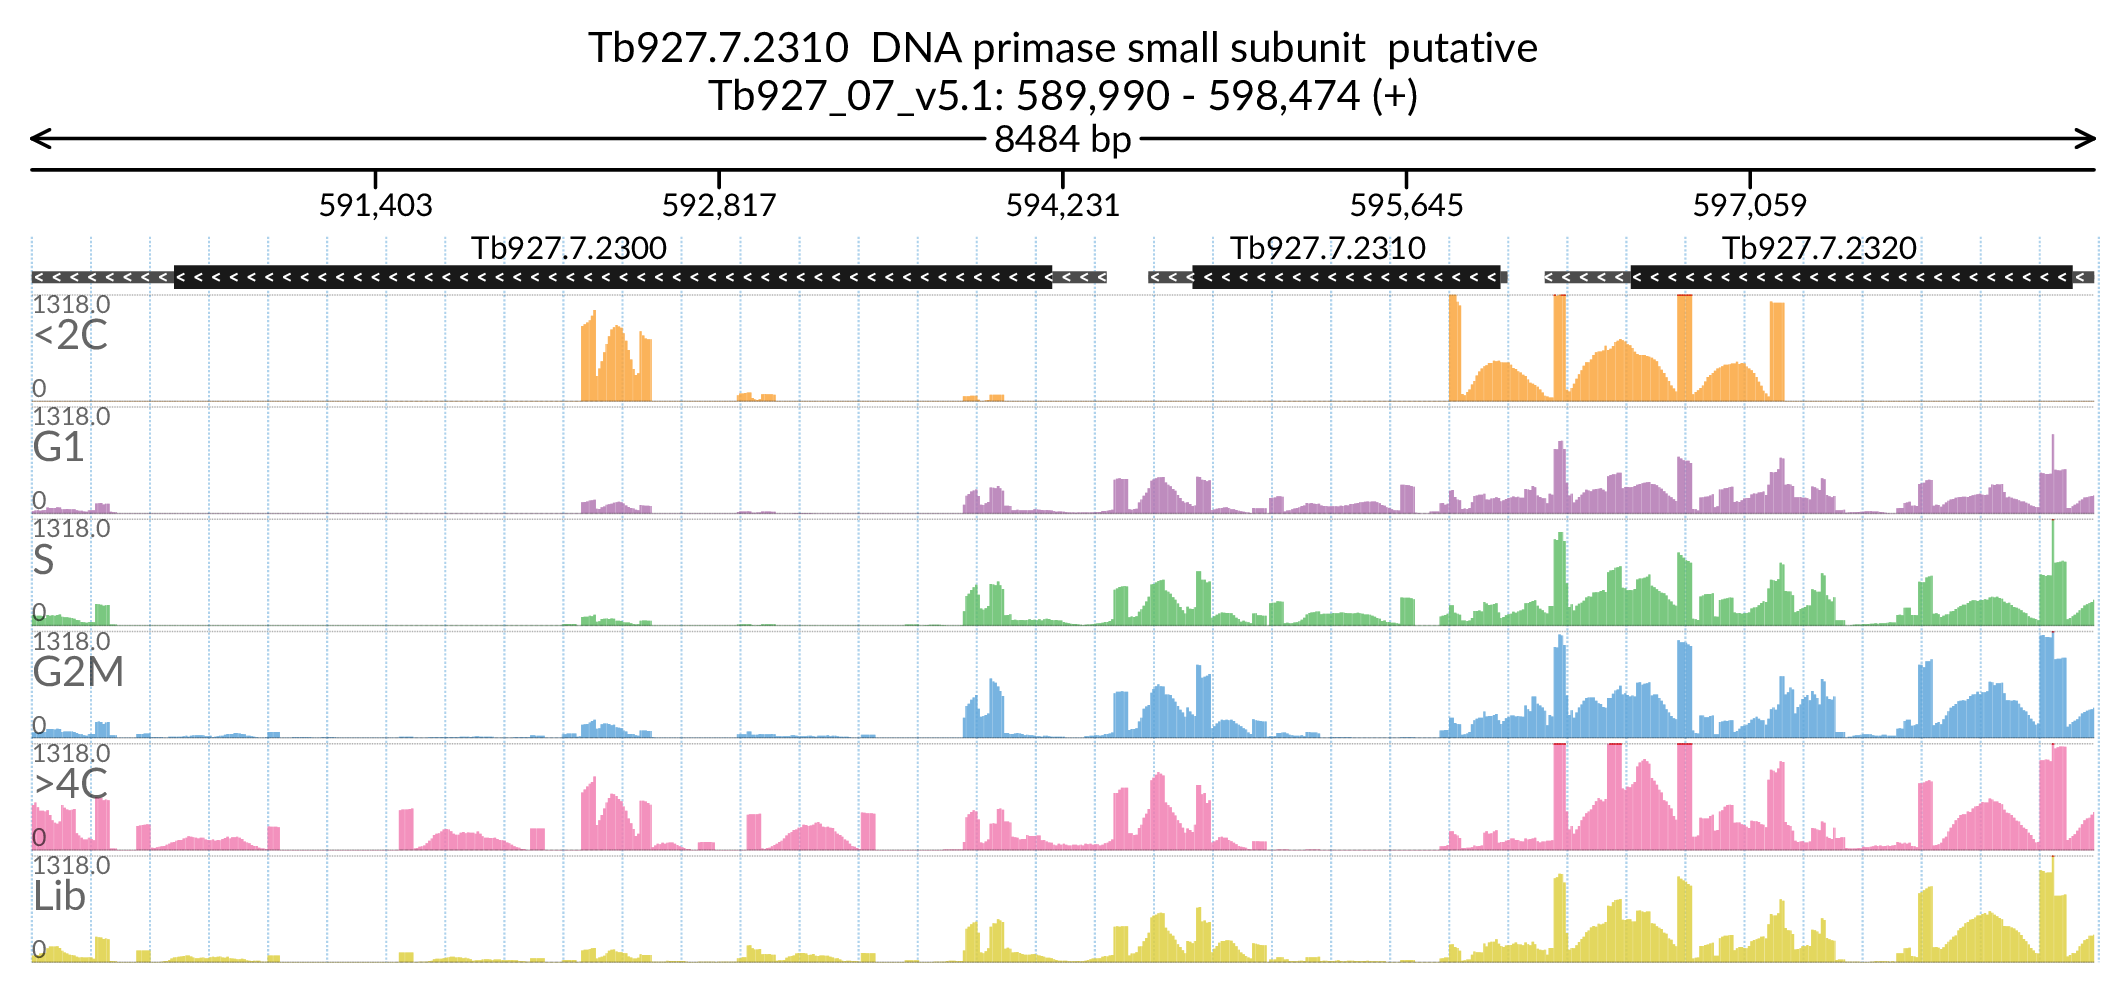 Tb927.7.2310 DNA primase small subunit putative
Tb927_07_v5.1: 589,990 - 598,474 (+)
8484 bp
591,403 592,817 594,231 595,645 597,059
Tb927.7.2300 Tb927.7.2310 Tb927.7.2320
1318.0
<2C
0
1318.0
G1
0
1318.0
S
0
1318.0
G2M
0
1318.0
>4C
0
1318.0
Lib
0